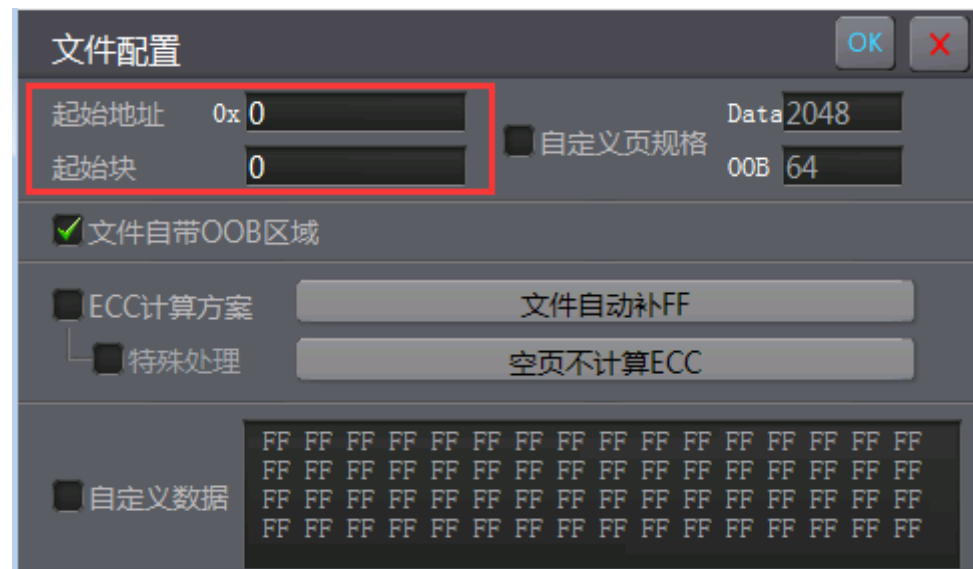 文件配置 OK
起始地址 0x 0
起始块 0
自定义页规格
Data 2048
OOB 64
文件自带OOB区域
ECC计算方案 文件自动补FF
特殊处理 空页不计算ECC
自定义数据
FF FF FF FF FF FF FF FF FF FF FF FF FF FF FF FF
FF FF FF FF FF FF FF FF FF FF FF FF FF FF FF FF
FF FF FF FF FF FF FF FF FF FF FF FF FF FF FF FF
FF FF FF FF FF FF FF FF FF FF FF FF FF FF FF FF